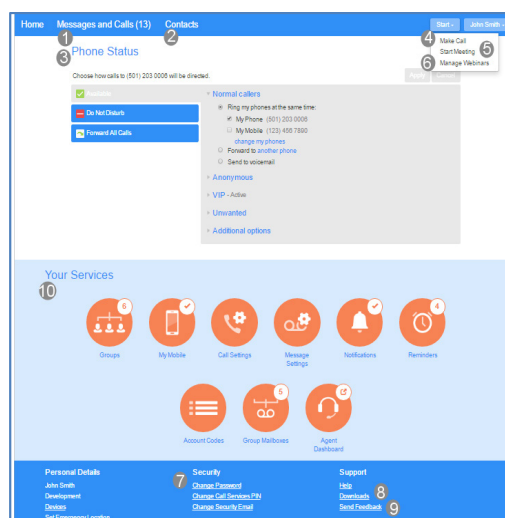 Home Messages and Calls (13) Contacts Start John Smith
1 2 4 Make Call
Start Meeting 5
6 Manage Webinars
3 Phone Status
Choose how calls to (501) 203 0006 will be directed. Apply Cancel
Available
Do Not Disturb
Forward All Calls
Normal callers
Ring my phones at the same time:
My Phone (501) 203 0006
My Mobile (123) 456 7890
change my phones
Forward to another phone
Send to voicemail
Anonymous
VIP - Active
Unwanted
Additional options
Your Services
10
6 4
Groups My Mobile Call Settings Message Settings Notifications Reminders
5
Account Codes Group Mailboxes Agent Dashboard
Personal Details
John Smith
Development
Devices
Set Emergency Location
Security
7 Change Password
Change Call Services PIN
Change Security Email
Support
Help
Downloads 8
Send Feedback 9